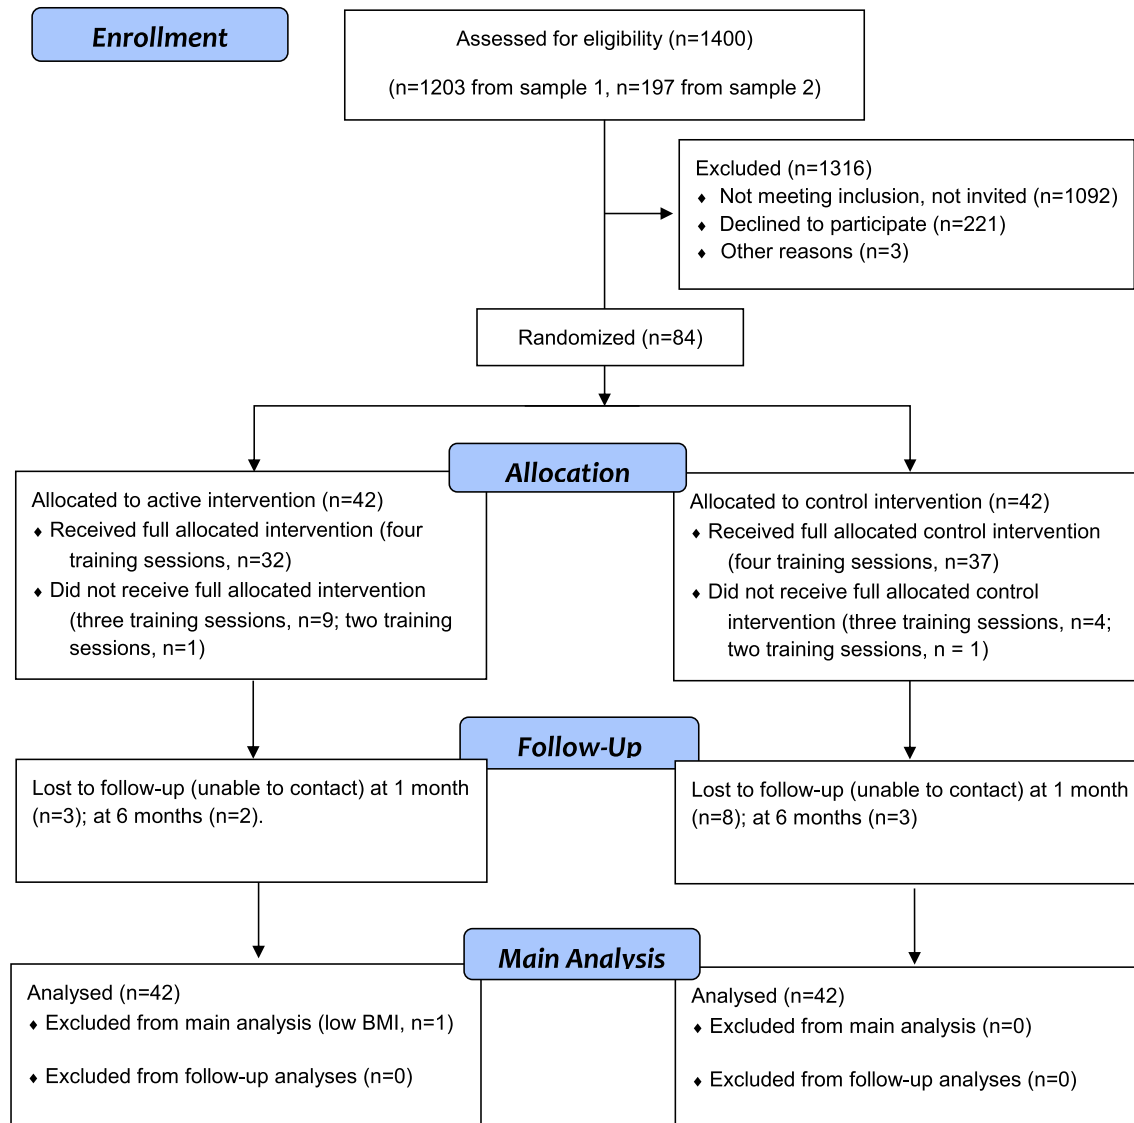 Enrollment
Assessed for eligibility (n=1400)
(n=1203 from sample 1, n=197 from sample 2)
Excluded (n=1316)
♦ Not meeting inclusion, not invited (n=1092)
♦ Declined to participate (n=221)
♦ Other reasons (n=3)
Randomized (n=84)
Allocation
Allocated to active intervention (n=42)
♦ Received full allocated intervention (four
training sessions, n=32)
♦ Did not receive full allocated intervention
(three training sessions, n=9; two training
sessions, n=1)
Allocated to control intervention (n=42)
♦ Received full allocated control intervention
(four training sessions, n=37)
♦ Did not receive full allocated control
intervention (three training sessions, n=4;
two training sessions, n = 1)
Follow-Up
Lost to follow-up (unable to contact) at 1 month
(n=3); at 6 months (n=2).
Lost to follow-up (unable to contact) at 1 month
(n=8); at 6 months (n=3)
Main Analysis
Analysed (n=42)
♦ Excluded from main analysis (low BMI, n=1)
♦ Excluded from follow-up analyses (n=0)
Analysed (n=42)
♦ Excluded from main analysis (n=0)
♦ Excluded from follow-up analyses (n=0)